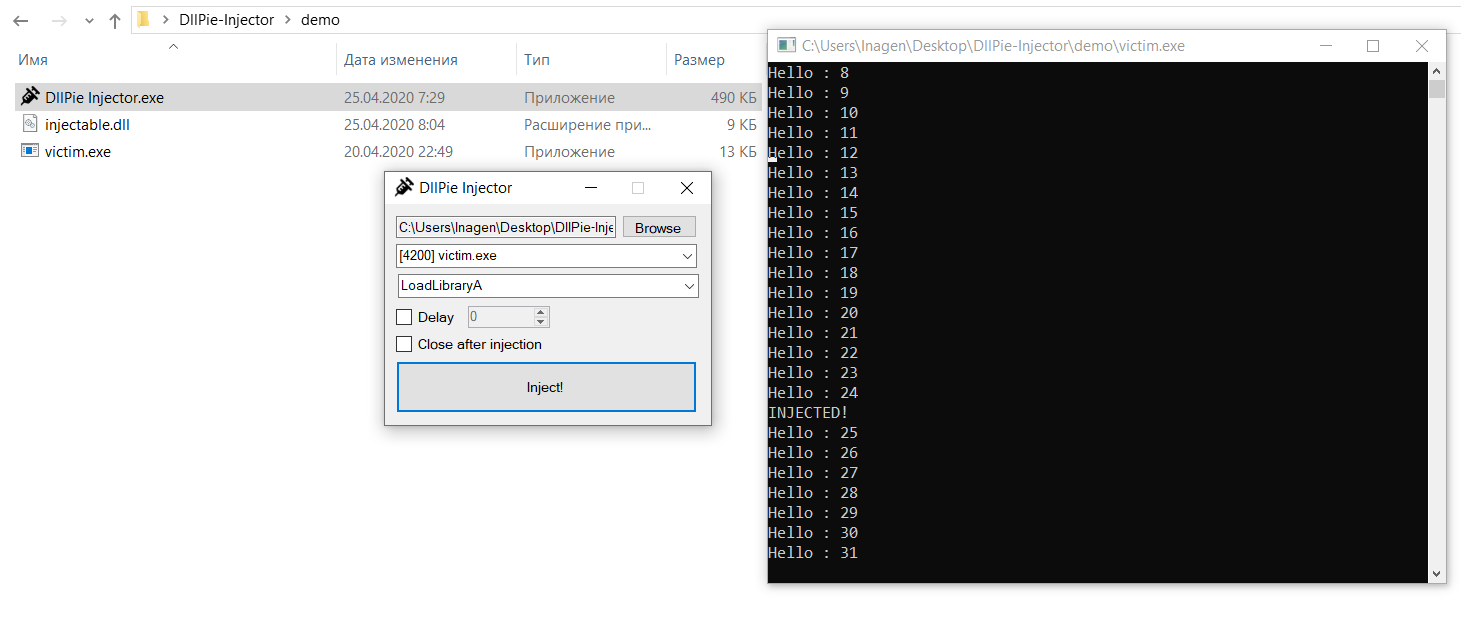 DllPie-Injector > demo
Имя Дата изменения Тип Размер
DllPie Injector.exe 25.04.2020 7:29 Приложение 490 КБ
injectable.dll 25.04.2020 8:04 Расширение при... 9 КБ
victim.exe 20.04.2020 22:49 Приложение 13 КБ
DllPie Injector
C:\Users\Inagen\Desktop\DllPie-Inje Browse
[4200] victim.exe
LoadLibraryA
Delay 0
Close after injection
Inject!
C:\Users\Inagen\Desktop\DllPie-Injector\demo\victim.exe
Hello : 8
Hello : 9
Hello : 10
Hello : 11
Hello : 12
Hello : 13
Hello : 14
Hello : 15
Hello : 16
Hello : 17
Hello : 18
Hello : 19
Hello : 20
Hello : 21
Hello : 22
Hello : 23
Hello : 24
INJECTED!
Hello : 25
Hello : 26
Hello : 27
Hello : 28
Hello : 29
Hello : 30
Hello : 31